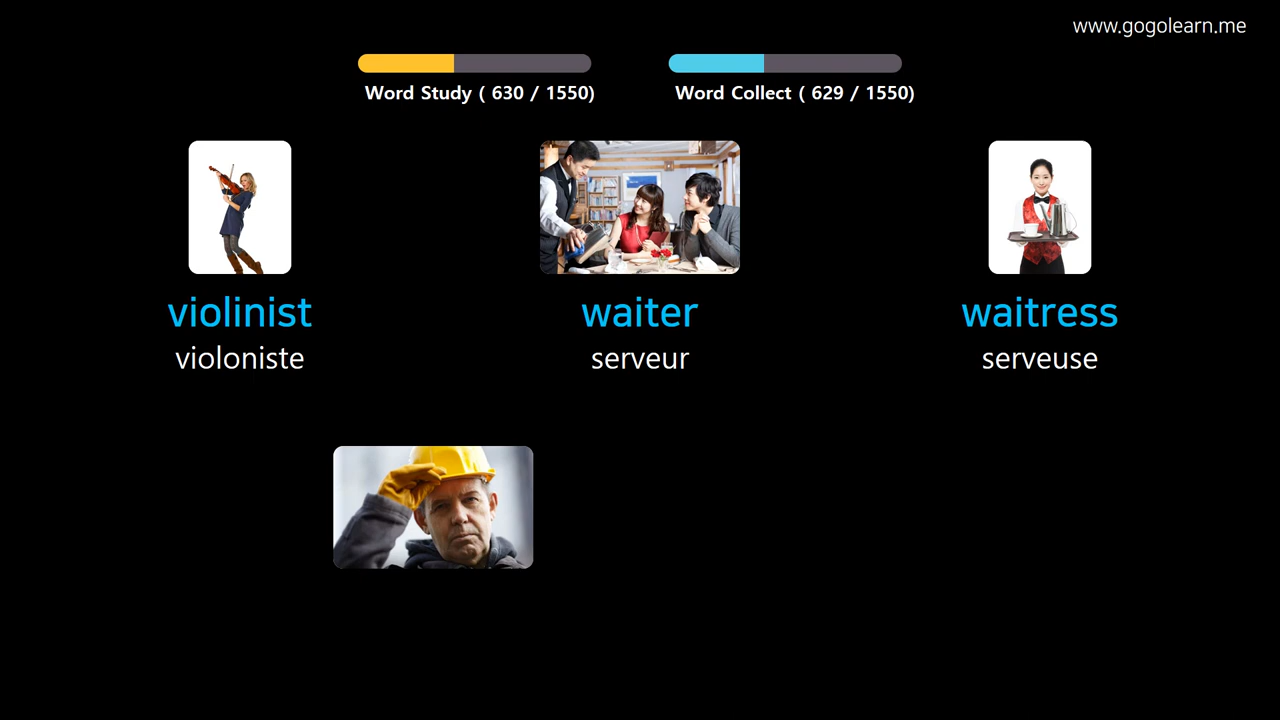 www.gogolearn.me
Word Study ( 630 / 1550)
Word Collect ( 629 / 1550)
violinist
waiter
waitress
violoniste
serveur
serveuse